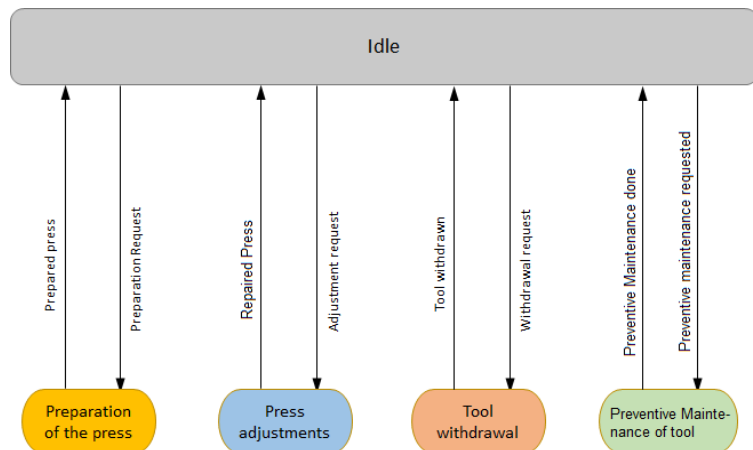 Idle
Prepared press
Preparation Request
Repaired Press
Adjustment request
Tool withdrawn
Withdrawal request
Preventive Maintenance done
Preventive maintenance requested
Preparation
of the press
Press
adjustments
Tool
withdrawal
Preventive Mainte-
nance of tool